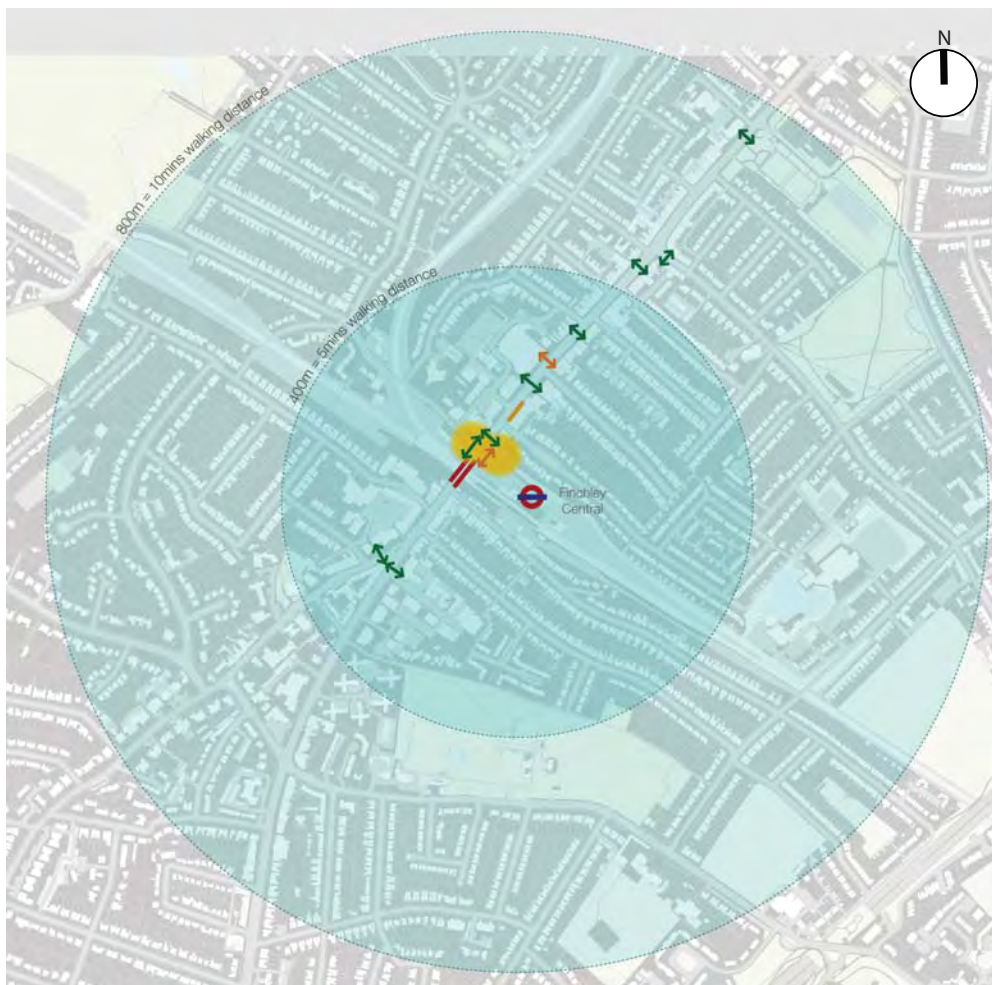 N
800m = 10mins walking distance
400m = 5mins walking distance
Finchley
Central